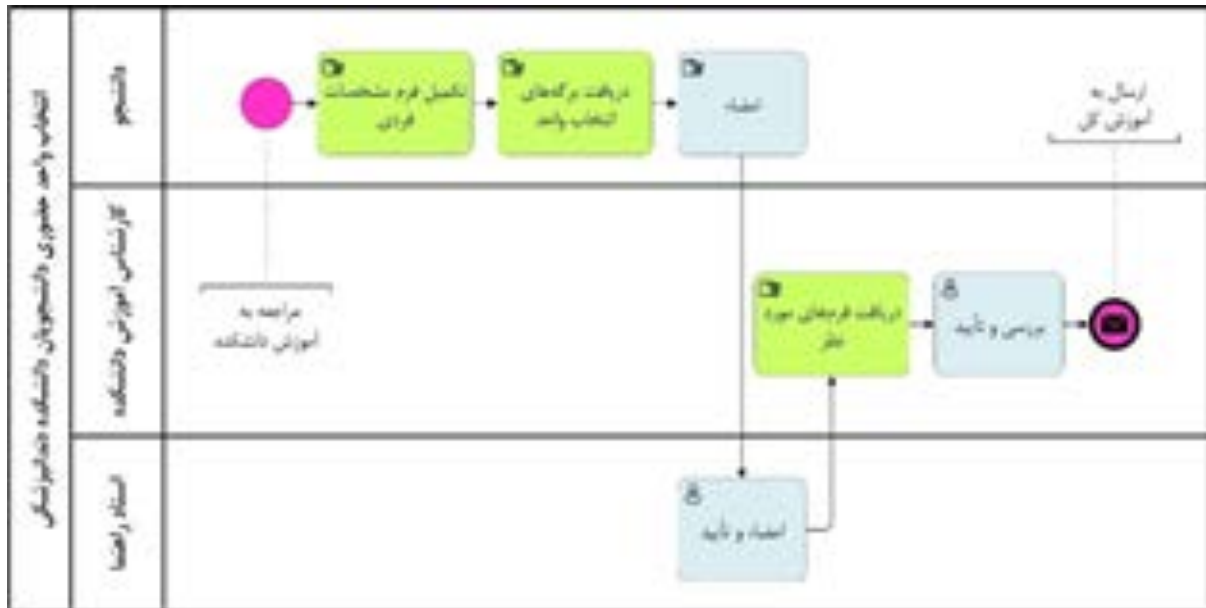 انتخاب واحد حضوری دانشجویان دانشکده دندانپزشکی
دانشجو
تکمیل فرم مشخصات
فردی
دریافت برگه‌های
انتخاب واحد
امضاء
ارسال به
آموزش کل
کارشناس آموزش دانشکده
مراجعه به
آموزش دانشکده
دریافت فرم‌های مورد
نظر
بررسی و تأیید
استاد راهنما
امضاء و تأیید